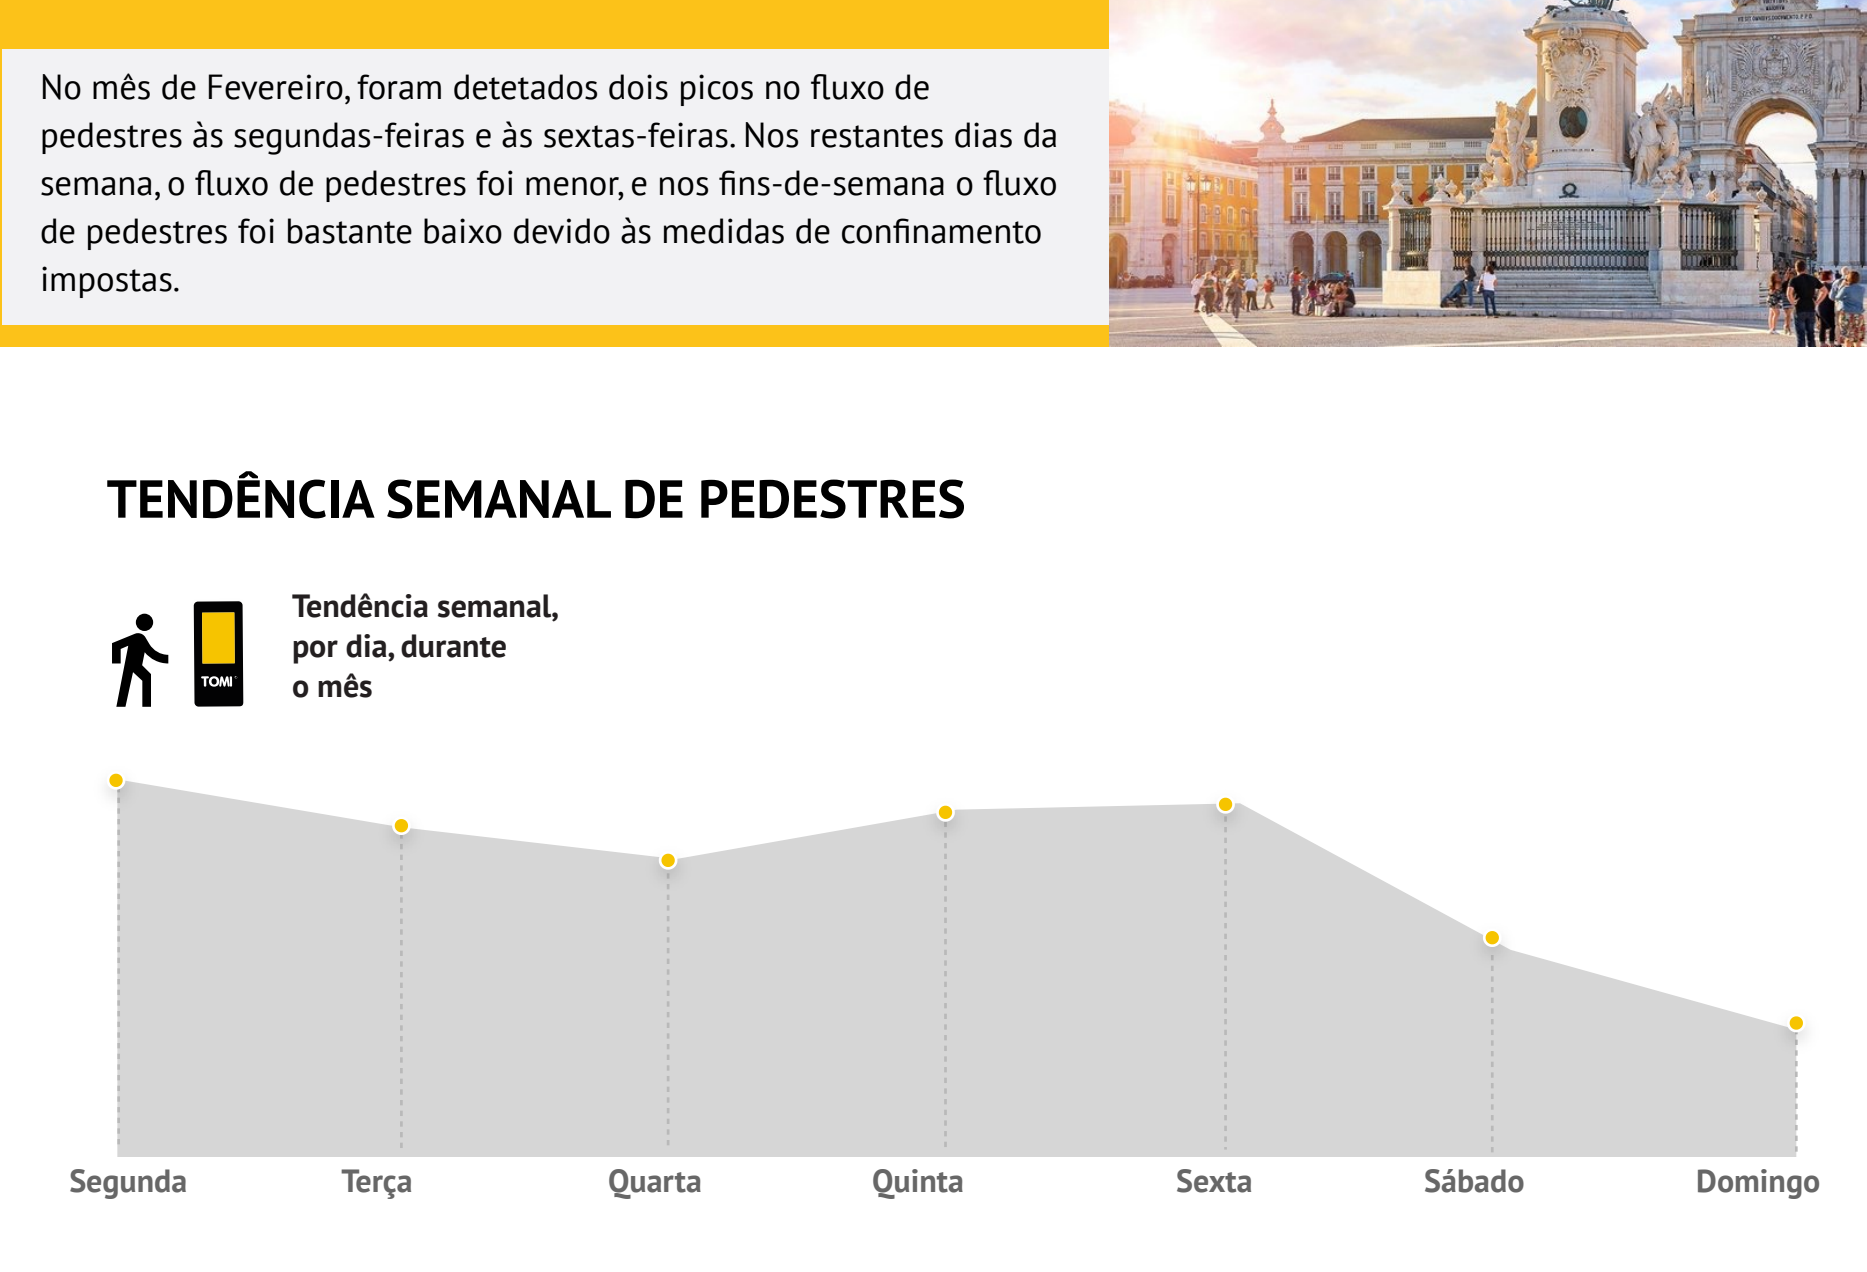 No mês de Fevereiro, foram detetados dois picos no fluxo de
pedestres às segundas-feiras e às sextas-feiras. Nos restantes dias da
semana, o fluxo de pedestres foi menor, e nos fins-de-semana o fluxo
de pedestres foi bastante baixo devido às medidas de confinamento
impostas.
TENDÊNCIA SEMANAL DE PEDESTRES
TOMI
Tendência semanal,
por dia, durante
o mês
Segunda Terça Quarta Quinta Sexta Sábado Domingo